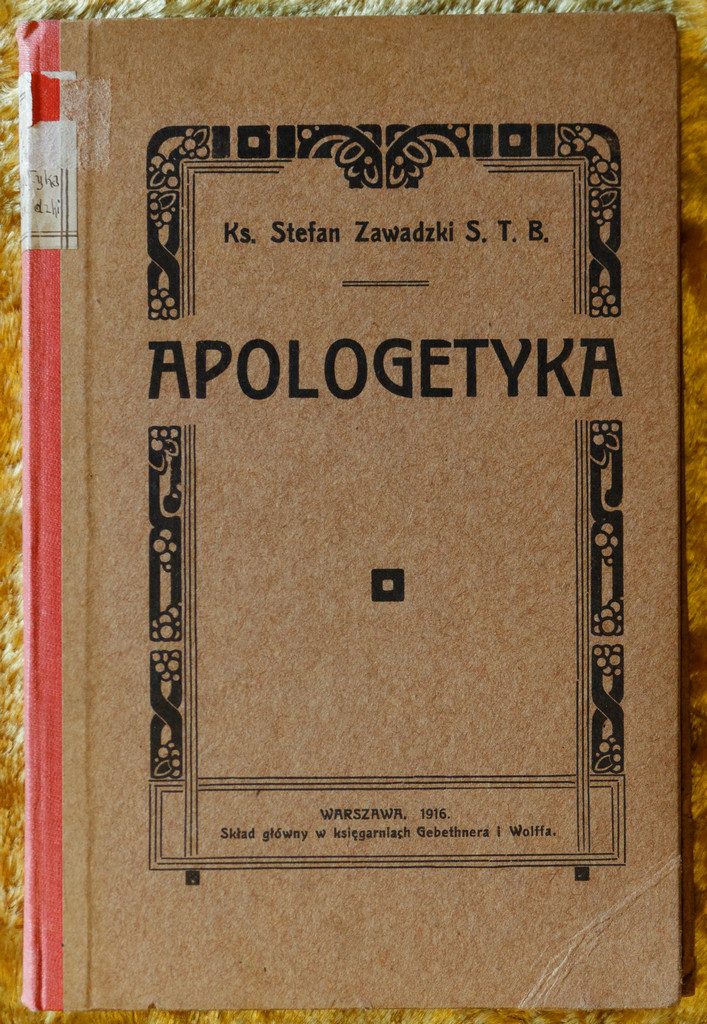 Ks. Stefan Zawadzki S. T. B.
APOLOGETYKA
WARSZAWA, 1916.
Skład główny w księgarniach Gebethnera i Wolffa.